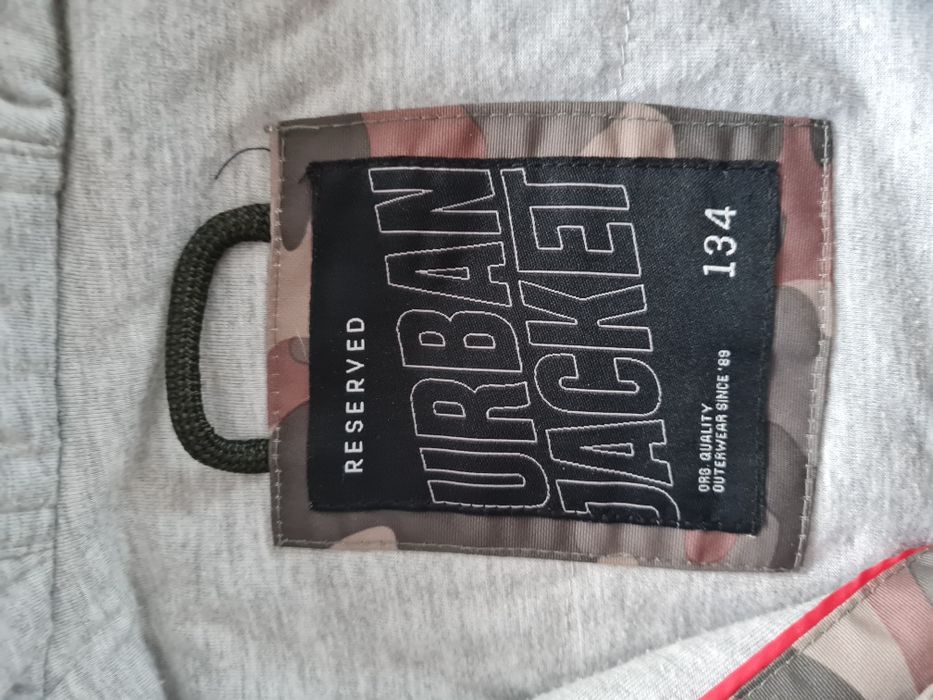 RESERVED
URBAN
JACKET
ORG. QUALITY
OUTERWEAR SINCE '89
134